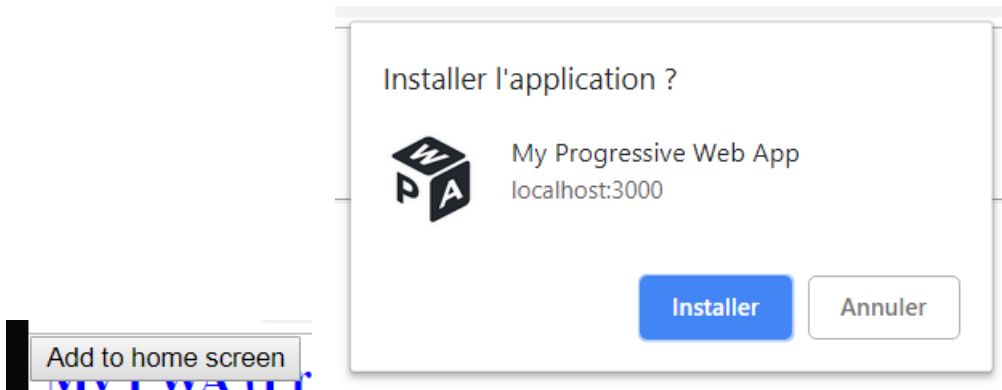 Installer l'application ?
W
P A
My Progressive Web App
localhost:3000
Installer
Annuler
Add to home screen